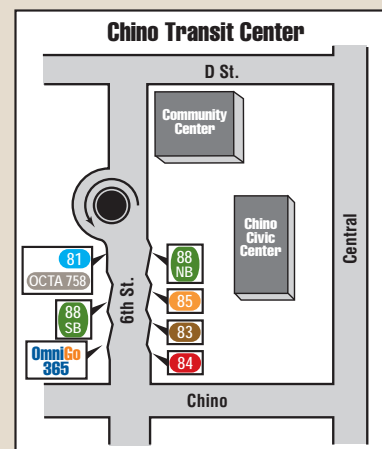 Chino Transit Center
D St.
Community
Center
Chino
Civic
Center
Central
6th St.
81
OCTA 758
88
SB
OmniGo
365
88
NB
85
83
84
Chino